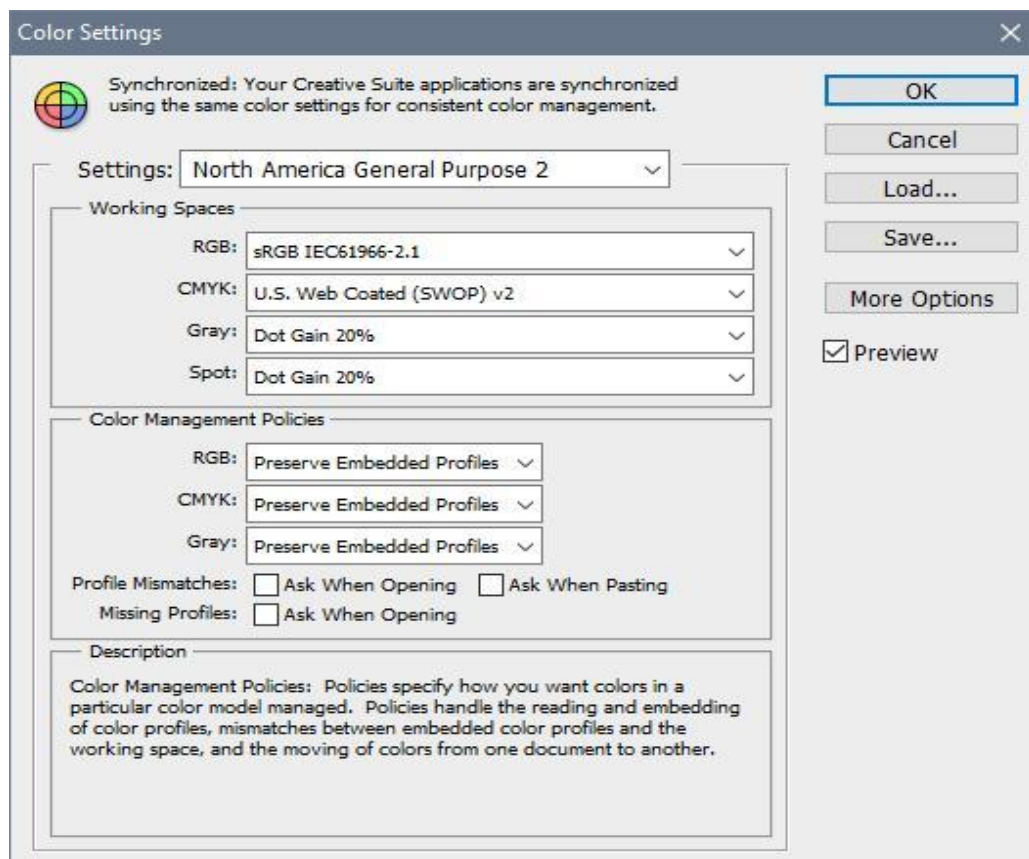 Color Settings
Synchronized: Your Creative Suite applications are synchronized
using the same color settings for consistent color management.
OK
Cancel
Load...
Save...
More Options
Preview
Settings: North America General Purpose 2
Working Spaces
RGB: sRGB IEC61966-2.1
CMYK: U.S. Web Coated (SWOP) v2
Gray: Dot Gain 20%
Spot: Dot Gain 20%
Color Management Policies
RGB: Preserve Embedded Profiles
CMYK: Preserve Embedded Profiles
Gray: Preserve Embedded Profiles
Profile Mismatches: Ask When Opening Ask When Pasting
Missing Profiles: Ask When Opening
Description
Color Management Policies: Policies specify how you want colors in a
particular color model managed. Policies handle the reading and embedding
of color profiles, mismatches between embedded color profiles and the
working space, and the moving of colors from one document to another.